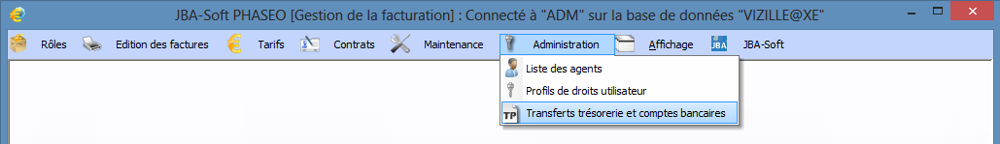 JBA-Soft PHASEO [Gestion de la facturation] : Connecté à "ADM" sur la base de données "VIZILLE@XE"
Rôles Edition des factures Tarifs Contrats Maintenance Administration Affichage JBA JBA-Soft
Liste des agents
Profils de droits utilisateur
TP Transferts trésorerie et comptes bancaires